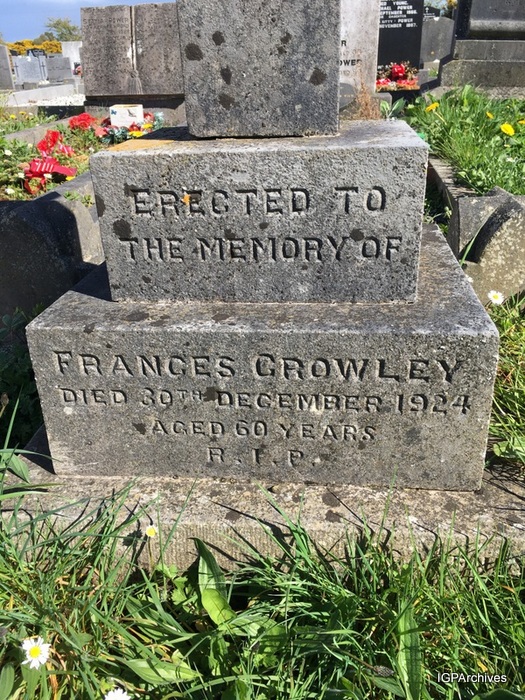 ERECTED TO
THE MEMORY OF
FRANCES CROWLEY
DIED 30TH DECEMBER 1924
AGED 60 YEARS
R.I.P.
IGPArchives